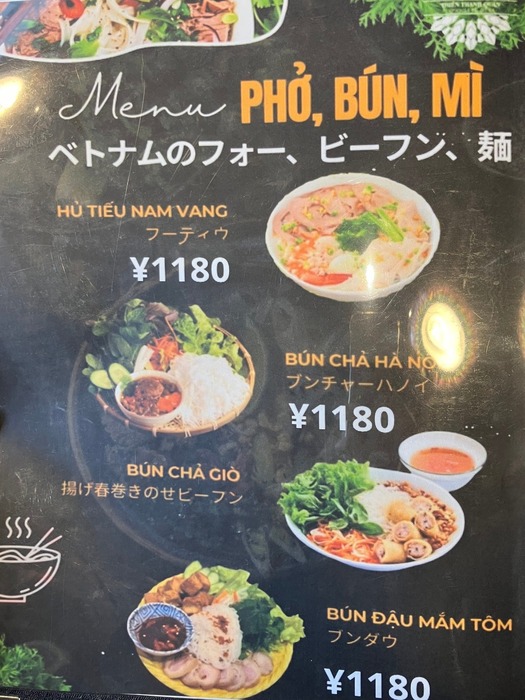 THIÊN THANH QUÁN
Menu PHỞ, BÚN, MÌ
ベトナムのフォー、ビーフン、麺
HỦ TIẾU NAM VANG
フーティウ
¥1180
BÚN CHẢ HÀ NỘI
ブンチャーハノイ
¥1180
BÚN CHẢ GIÒ
揚げ春巻きのせビーフン
BÚN ĐẬU MẮM TÔM
ブンダウ
¥1180